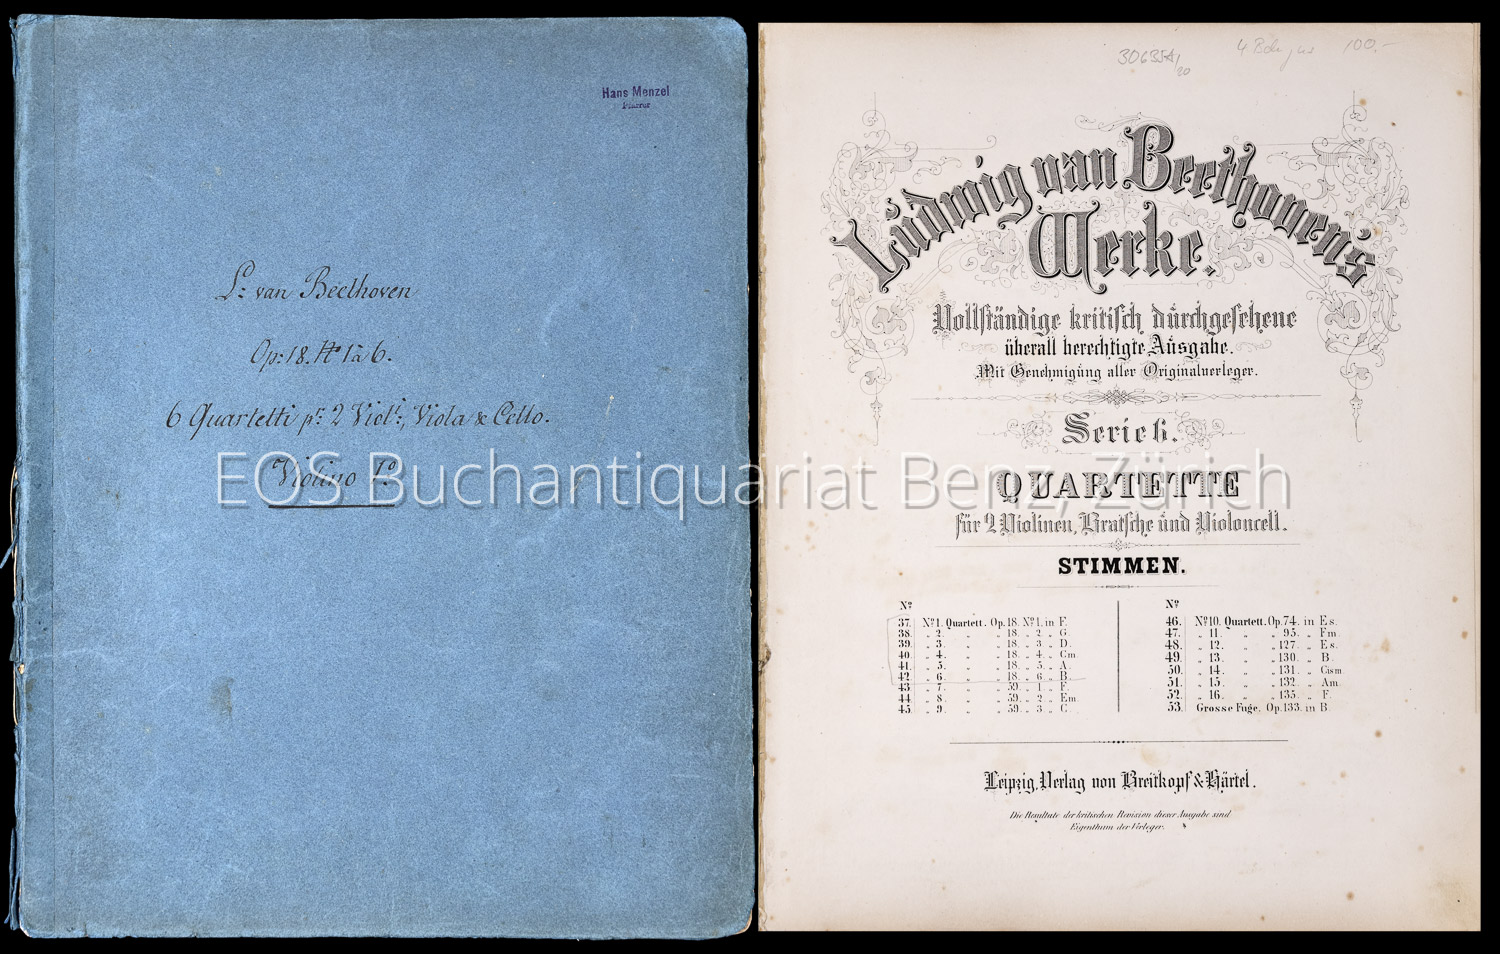 Hans Menzel
Pfarrer
L: van Beethoven
Op: 18. No 1 à 6.
6 Quartetti pr. 2 Viol:, Viola & Cello.
Violino Io.
EOS Buchantiquariat Benz, Zürich
30635A/20
100.-
Ludwig van Beethoven's
Werke.
Vollständige kritisch durchgesehene
überall berechtigte Ausgabe.
Mit Genehmigung aller Originalverleger.
Serie 6.
QUARTETTE
für 2 Violinen, Bratsche und Violoncell.
STIMMEN.
No
37. No 1. Quartett. Op. 18. No 1. in F.
38. „ 2. „ „ 18. „ 2 „ G
39. „ 3. „ „ 18. „ 3 „ D.
40. „ 4. „ „ 18. „ 4. „ Cm.
41. „ 5. „ „ 18. „ 5. „ A.
42. „ 6. „ „ 18. „ 6 „ B.
43. „ 7. „ „ 59. „ 1 „ F.
44. „ 8. „ „ 59. „ 2 „ Em.
45. „ 9. „ „ 59. „ 3 „ C.
No
46. No 10. Quartett. Op. 74. in Es.
47. „ 11. „ „ 95. „ Fm.
48. „ 12. „ „ 127. „ Es.
49. „ 13. „ „ 130. „ B.
50. „ 14. „ „ 131. „ Cism.
51. „ 15. „ „ 132. „ Am.
52. „ 16. „ „ 135. „ F.
53. Grosse Fuge. Op. 133. in B.
Leipzig, Verlag von Breitkopf & Härtel.
Die Resultate der kritischen Revision dieser Ausgabe sind
Eigenthum der Verleger.